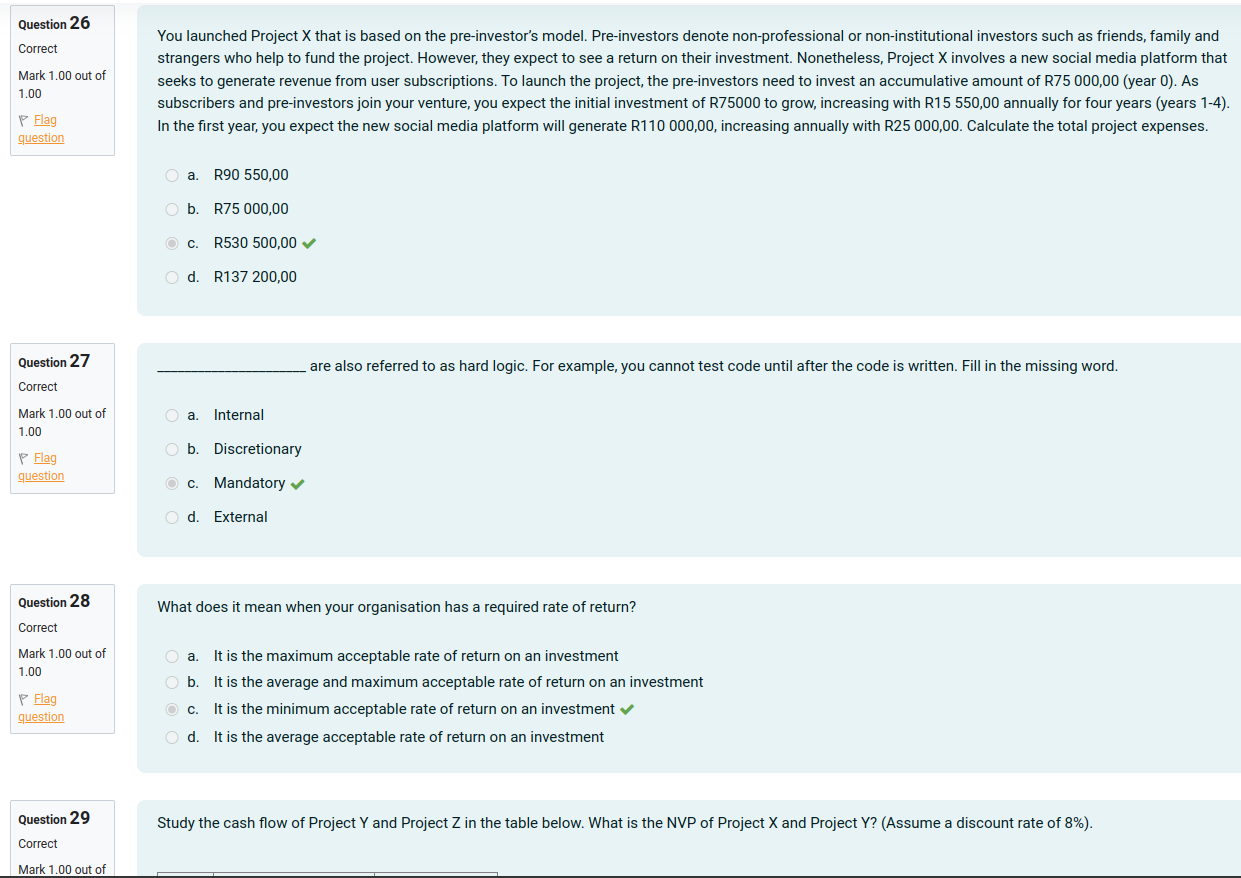 Question 26
Correct
Mark 1.00 out of
1.00
Flag
question
You launched Project X that is based on the pre-investor's model. Pre-investors denote non-professional or non-institutional investors such as friends, family and
strangers who help to fund the project. However, they expect to see a return on their investment. Nonetheless, Project X involves a new social media platform that
seeks to generate revenue from user subscriptions. To launch the project, the pre-investors need to invest an accumulative amount of R75 000,00 (year 0). As
subscribers and pre-investors join your venture, you expect the initial investment of R75000 to grow, increasing with R15 550,00 annually for four years (years 1-4).
In the first year, you expect the new social media platform will generate R110 000,00, increasing annually with R25 000,00. Calculate the total project expenses.
a. R90 550,00
b. R75 000,00
c. R530 500,00
d. R137 200,00
Question 27
Correct
Mark 1.00 out of
1.00
Flag
question
______________________ are also referred to as hard logic. For example, you cannot test code until after the code is written. Fill in the missing word.
a. Internal
b. Discretionary
c. Mandatory
d. External
Question 28
Correct
Mark 1.00 out of
1.00
Flag
question
What does it mean when your organisation has a required rate of return?
a. It is the maximum acceptable rate of return on an investment
b. It is the average and maximum acceptable rate of return on an investment
c. It is the minimum acceptable rate of return on an investment
d. It is the average acceptable rate of return on an investment
Question 29
Correct
Mark 1.00 out of
Study the cash flow of Project Y and Project Z in the table below. What is the NVP of Project X and Project Y? (Assume a discount rate of 8%).